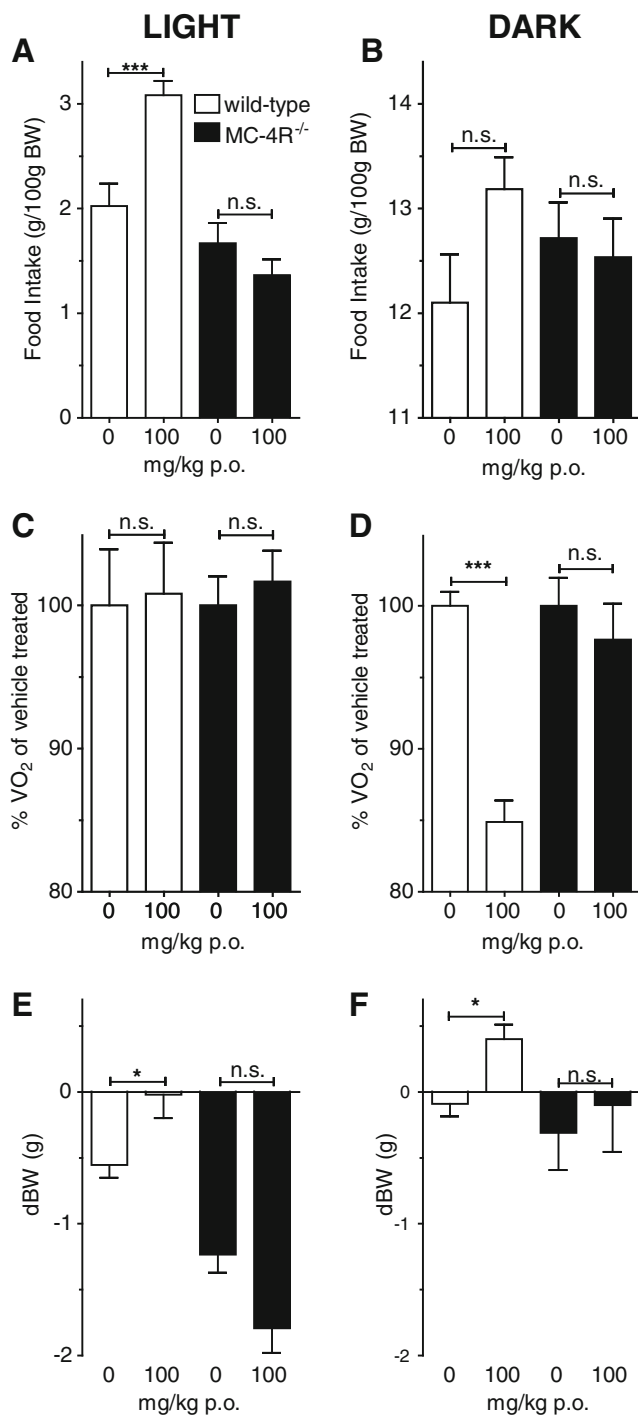 LIGHT
DARK
A
***
3
2
1
0
Food Intake (g/100g BW)
wild-type
MC-4R-/-
n.s.
0 100 0 100
mg/kg p.o.
B
14
13
12
11
Food Intake (g/100g BW)
n.s.
n.s.
0 100 0 100
mg/kg p.o.
C
n.s.
n.s.
100
90
80
% VO2 of vehicle treated
0 100 0 100
mg/kg p.o.
D
***
n.s.
100
90
80
% VO2 of vehicle treated
0 100 0 100
mg/kg p.o.
E
*
n.s.
0
-1
-2
dBW (g)
0 100 0 100
mg/kg p.o.
F
*
n.s.
0
-1
-2
dBW (g)
0 100 0 100
mg/kg p.o.